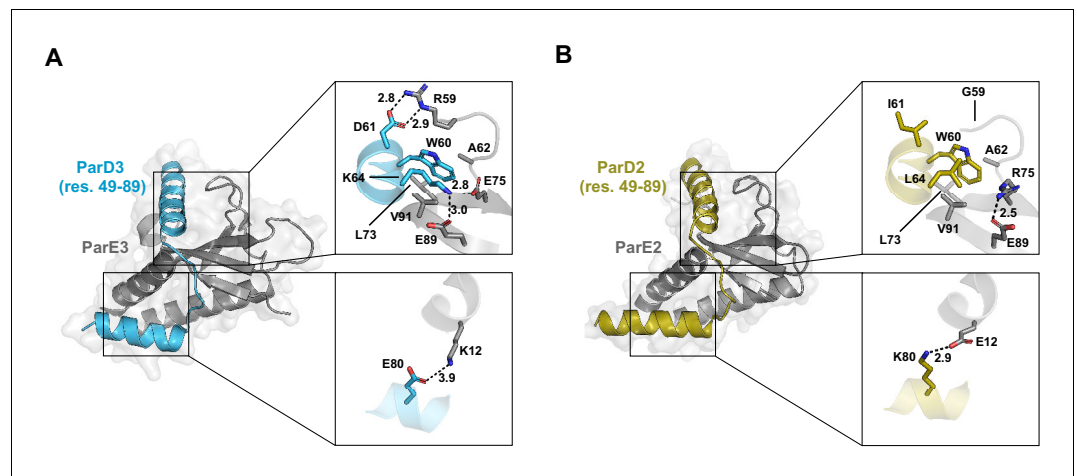 A
ParD3
(res. 49-89)
ParE3
2.8
R59
2.9
D61
W60
A62
K64
2.8
E75
3.0
V91
L73
E89
K12
E80
3.9
B
ParD2
(res. 49-89)
ParE2
G59
I61
W60
A62
R75
L64
2.5
V91
L73
E89
E12
K80
2.9